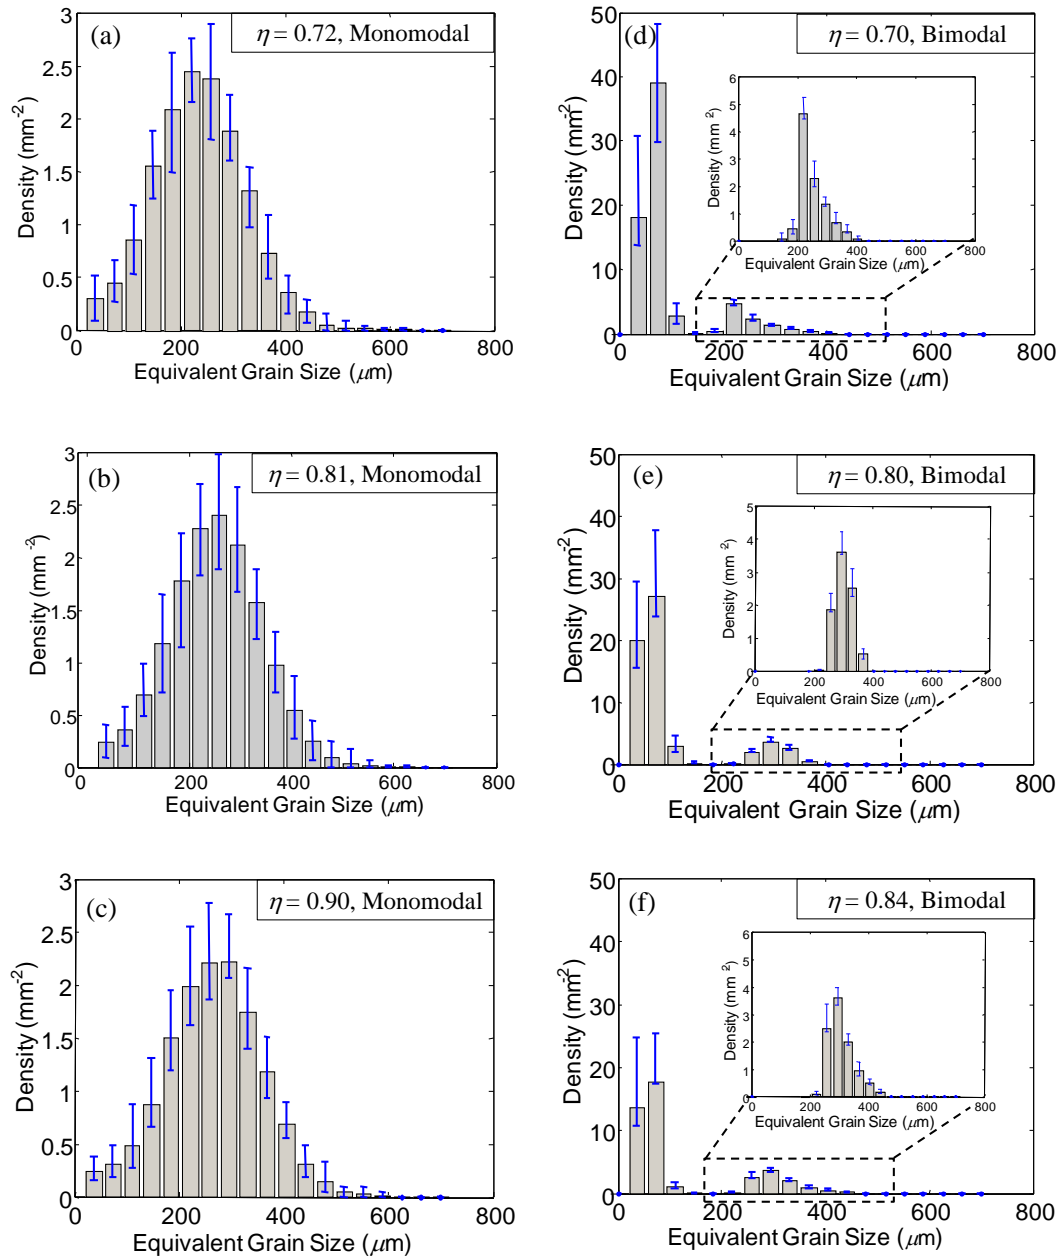 (a)
η = 0.72, Monomodal
3
2.5
2
1.5
1
0.5
0
Density (mm⁻²)
200 400 600 800
Equivalent Grain Size (μm)
(d)
η = 0.70, Bimodal
50
40
30
20
10
0
Density (mm⁻²)
6
5
4
3
2
1
0
Density (mm⁻²)
0 200 400 600 800
Equivalent Grain Size (μm)
0 200 400 600 800
Equivalent Grain Size (μm)
(b)
η = 0.81, Monomodal
3
2.5
2
1.5
1
0.5
0
Density (mm⁻²)
0 200 400 600 800
Equivalent Grain Size (μm)
(e)
η = 0.80, Bimodal
50
40
30
20
10
0
Density (mm⁻²)
5
4
3
2
1
Density (mm⁻²)
0 200 400 600 800
Equivalent Grain Size (μm)
0 200 400 600 800
Equivalent Grain Size (μm)
(c)
η = 0.90, Monomodal
3
2.5
2
1.5
1
0.5
0
Density (mm⁻²)
200 400 600 800
Equivalent Grain Size (μm)
(f)
η = 0.84, Bimodal
50
40
30
20
10
0
Density (mm⁻²)
6
5
4
3
2
1
0
Density (mm⁻²)
0 200 400 600 800
Equivalent Grain Size (μm)
0 200 400 600 800
Equivalent Grain Size (μm)